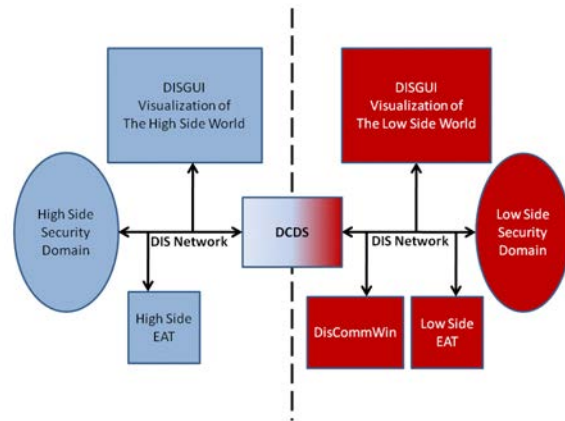 DISGUI
Visualization of
The High Side World
DISGUI
Visualization of
The Low Side World
High Side
Security
Domain
DIS Network
DCDS
DIS Network
Low Side
Security
Domain
High Side
EAT
DisCommWin
Low Side
EAT